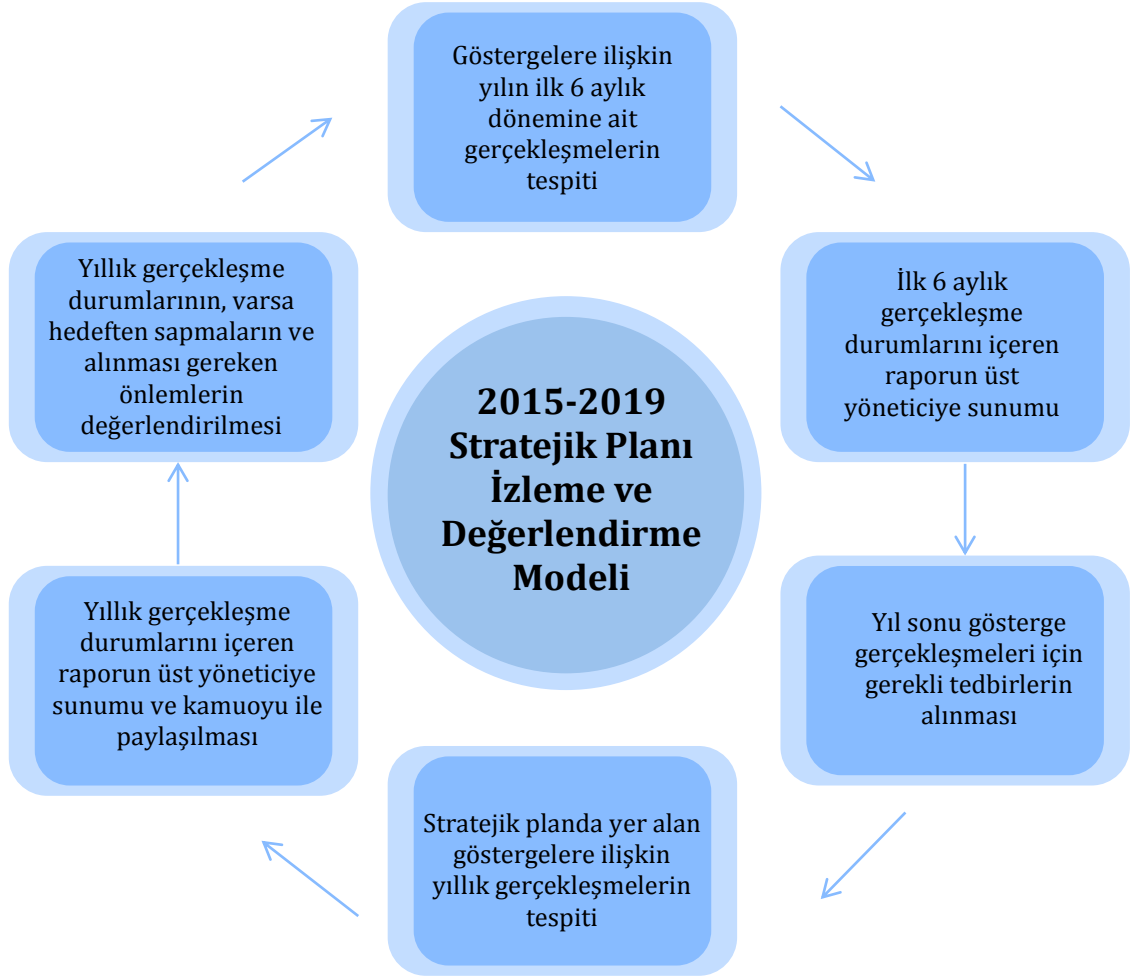 Göstergelere ilişkin
yılın ilk 6 aylık
dönemine ait
gerçekleşmelerin
tespiti
İlk 6 aylık
gerçekleşme
durumlarını içeren
raporun üst
yöneticiye sunumu
Yıl sonu gösterge
gerçekleşmeleri için
gerekli tedbirlerin
alınması
Stratejik planda yer alan
göstergelere ilişkin
yıllık gerçekleşmelerin
tespiti
Yıllık gerçekleşme
durumlarını içeren
raporun üst yöneticiye
sunumu ve kamuoyu ile
paylaşılması
Yıllık gerçekleşme
durumlarının, varsa
hedeften sapmaların ve
alınması gereken
önlemlerin
değerlendirilmesi
2015-2019
Stratejik Planı
İzleme ve
Değerlendirme
Modeli